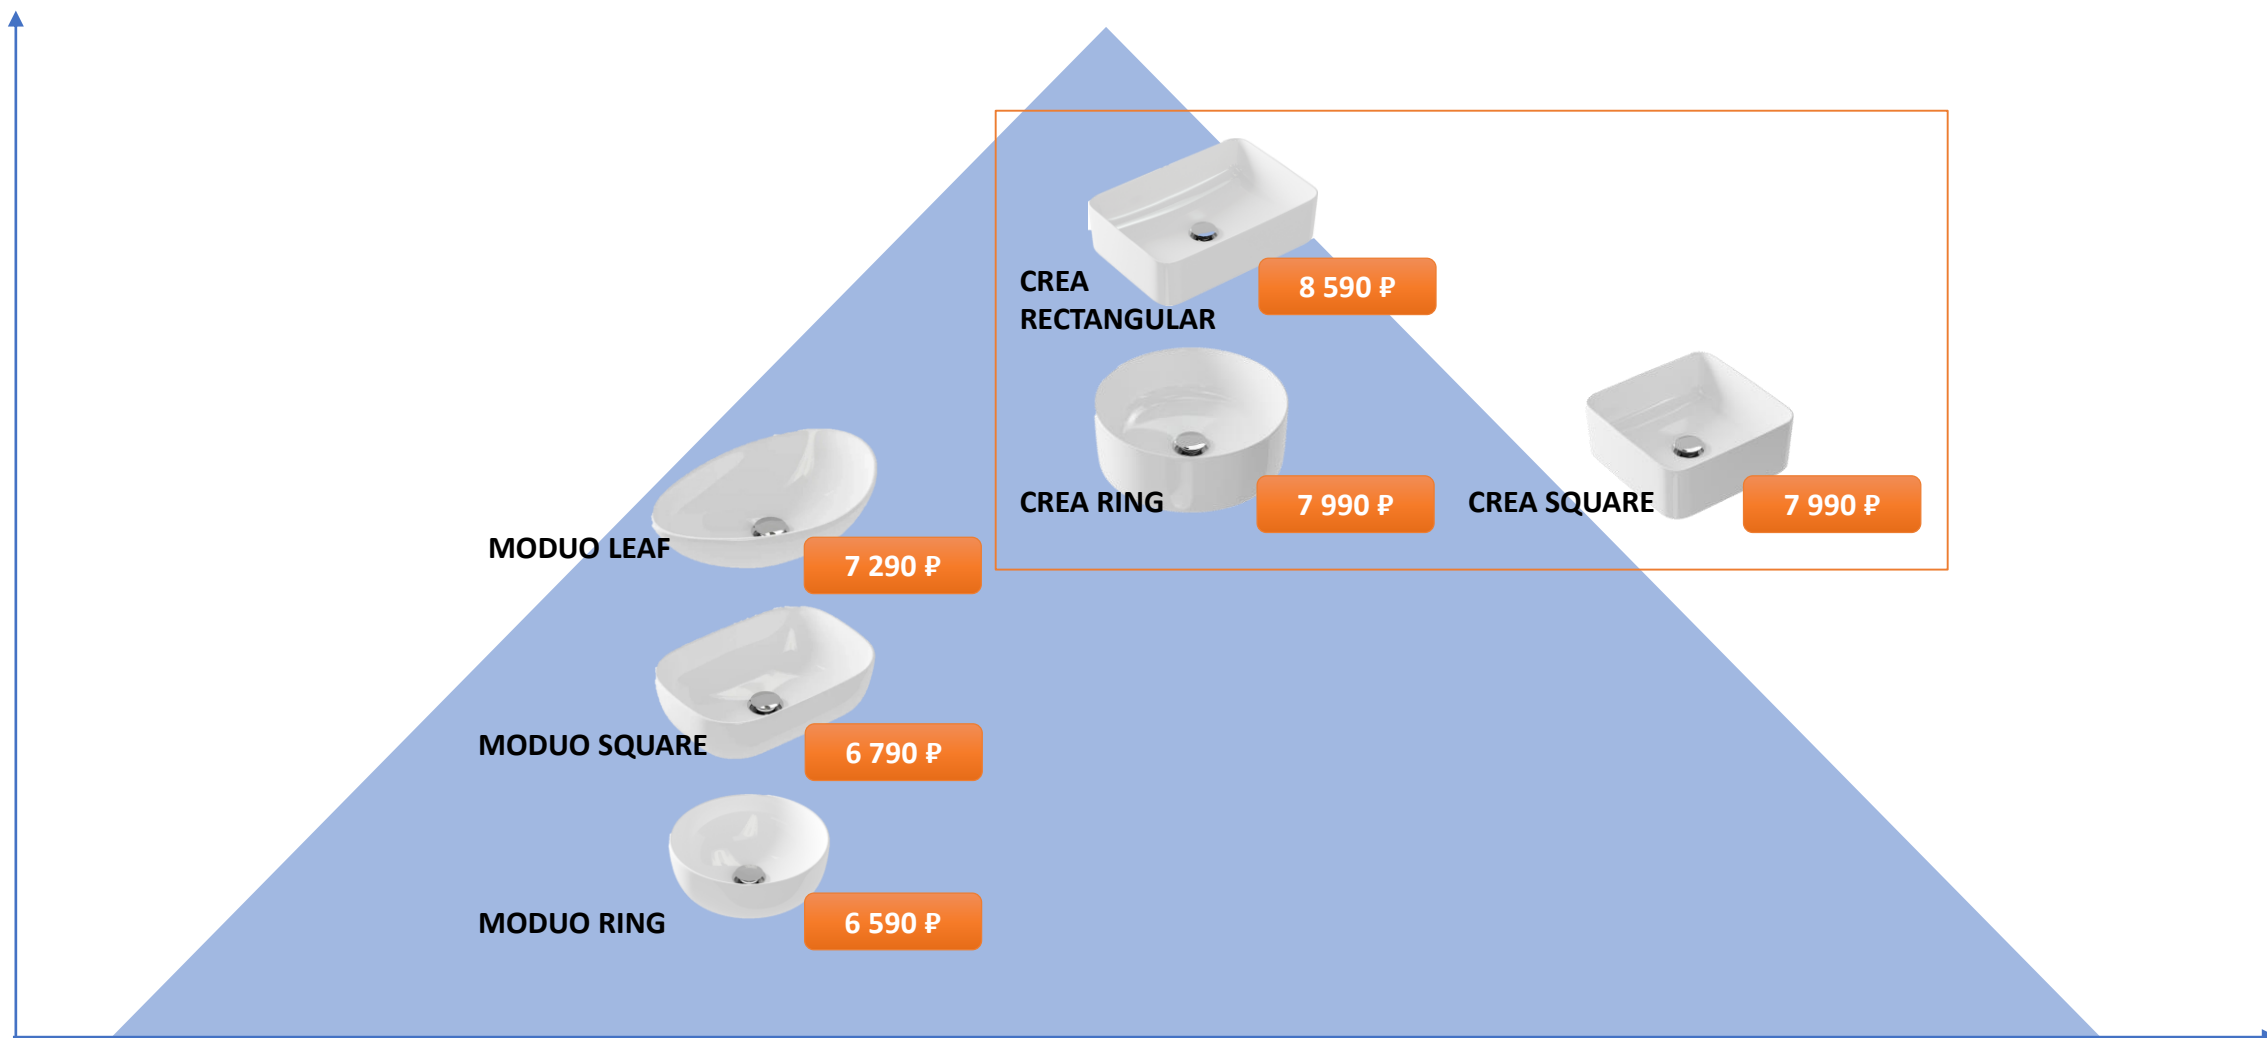 CREA
RECTANGULAR
8 590 ₽
CREA RING
7 990 ₽
CREA SQUARE
7 990 ₽
MODUO LEAF
7 290 ₽
MODUO SQUARE
6 790 ₽
MODUO RING
6 590 ₽